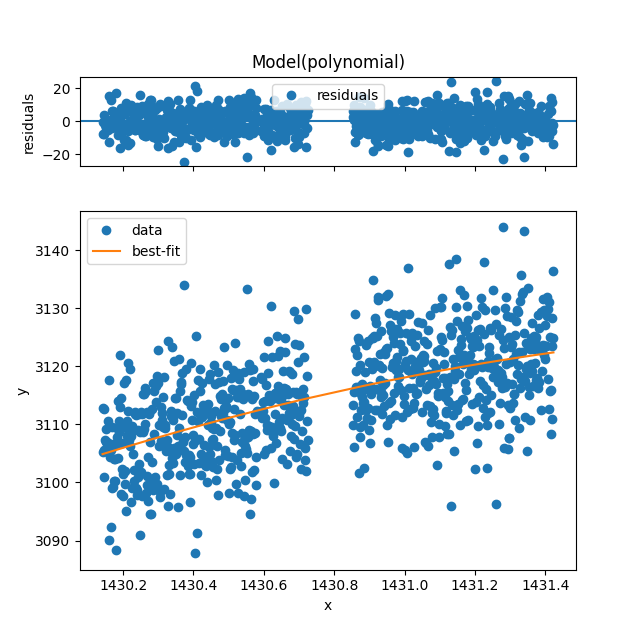 Model(polynomial)
residuals
20
0
−20
residuals
data
best-fit
3140
3130
3120
3110
3100
3090
y
1430.2 1430.4 1430.6 1430.8 1431.0 1431.2 1431.4
x